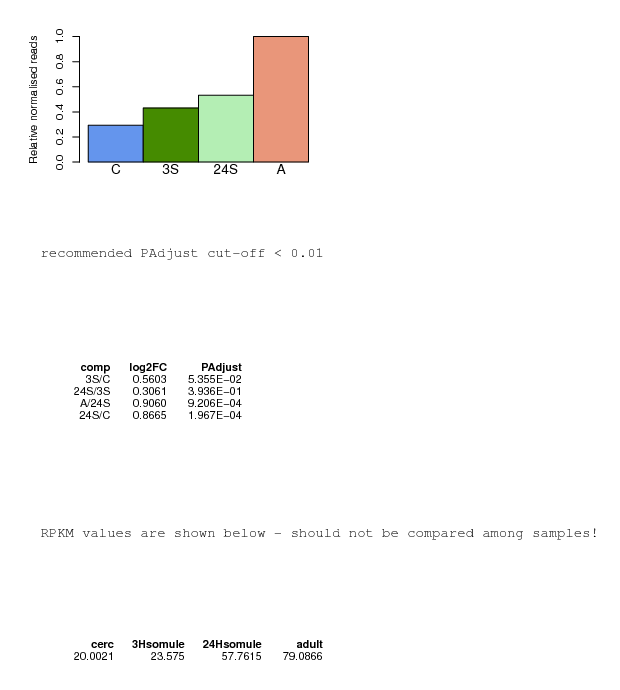 Relative normalised reads
1.0
0.8
0.6
0.4
0.2
0.0
C 3S 24S A
recommended PAdjust cut-off < 0.01
comp log2FC PAdjust
3S/C 0.5603 5.355E-02
24S/3S 0.3061 3.936E-01
A/24S 0.9060 9.206E-04
24S/C 0.8665 1.967E-04
RPKM values are shown below - should not be compared among samples!
cerc 3Hsomule 24Hsomule adult
20.0021 23.575 57.7615 79.0866